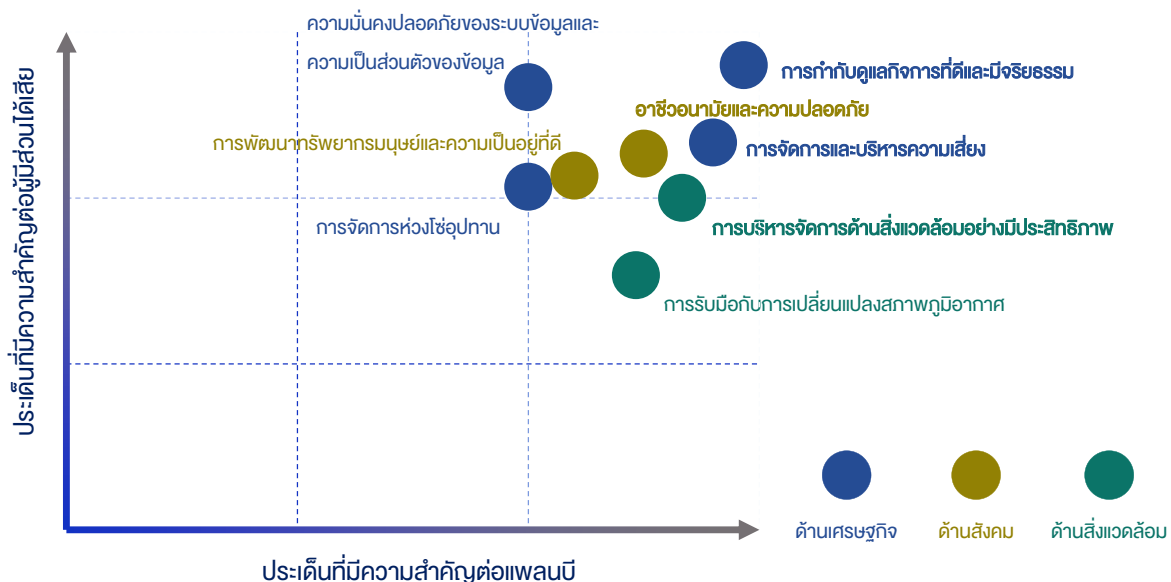 ความมั่นคงปลอดภัยของระบบข้อมูลและ
ความเป็นส่วนตัวของข้อมูล
การกำกับดูแลกิจการที่ดีและมีจริยธรรม
อาชีวอนามัยและความปลอดภัย
การพัฒนาทรัพยากรมนุษย์และความเป็นอยู่ที่ดี
การจัดการและบริหารความเสี่ยง
การจัดการห่วงโซ่อุปทาน
การบริหารจัดการด้านสิ่งแวดล้อมอย่างมีประสิทธิภาพ
การรับมือกับการเปลี่ยนแปลงสภาพภูมิอากาศ
ประเด็นที่มีความสำคัญต่อผู้มีส่วนได้เสีย
ด้านเศรษฐกิจ
ด้านสังคม
ด้านสิ่งแวดล้อม
ประเด็นที่มีความสำคัญต่อแพลนบี